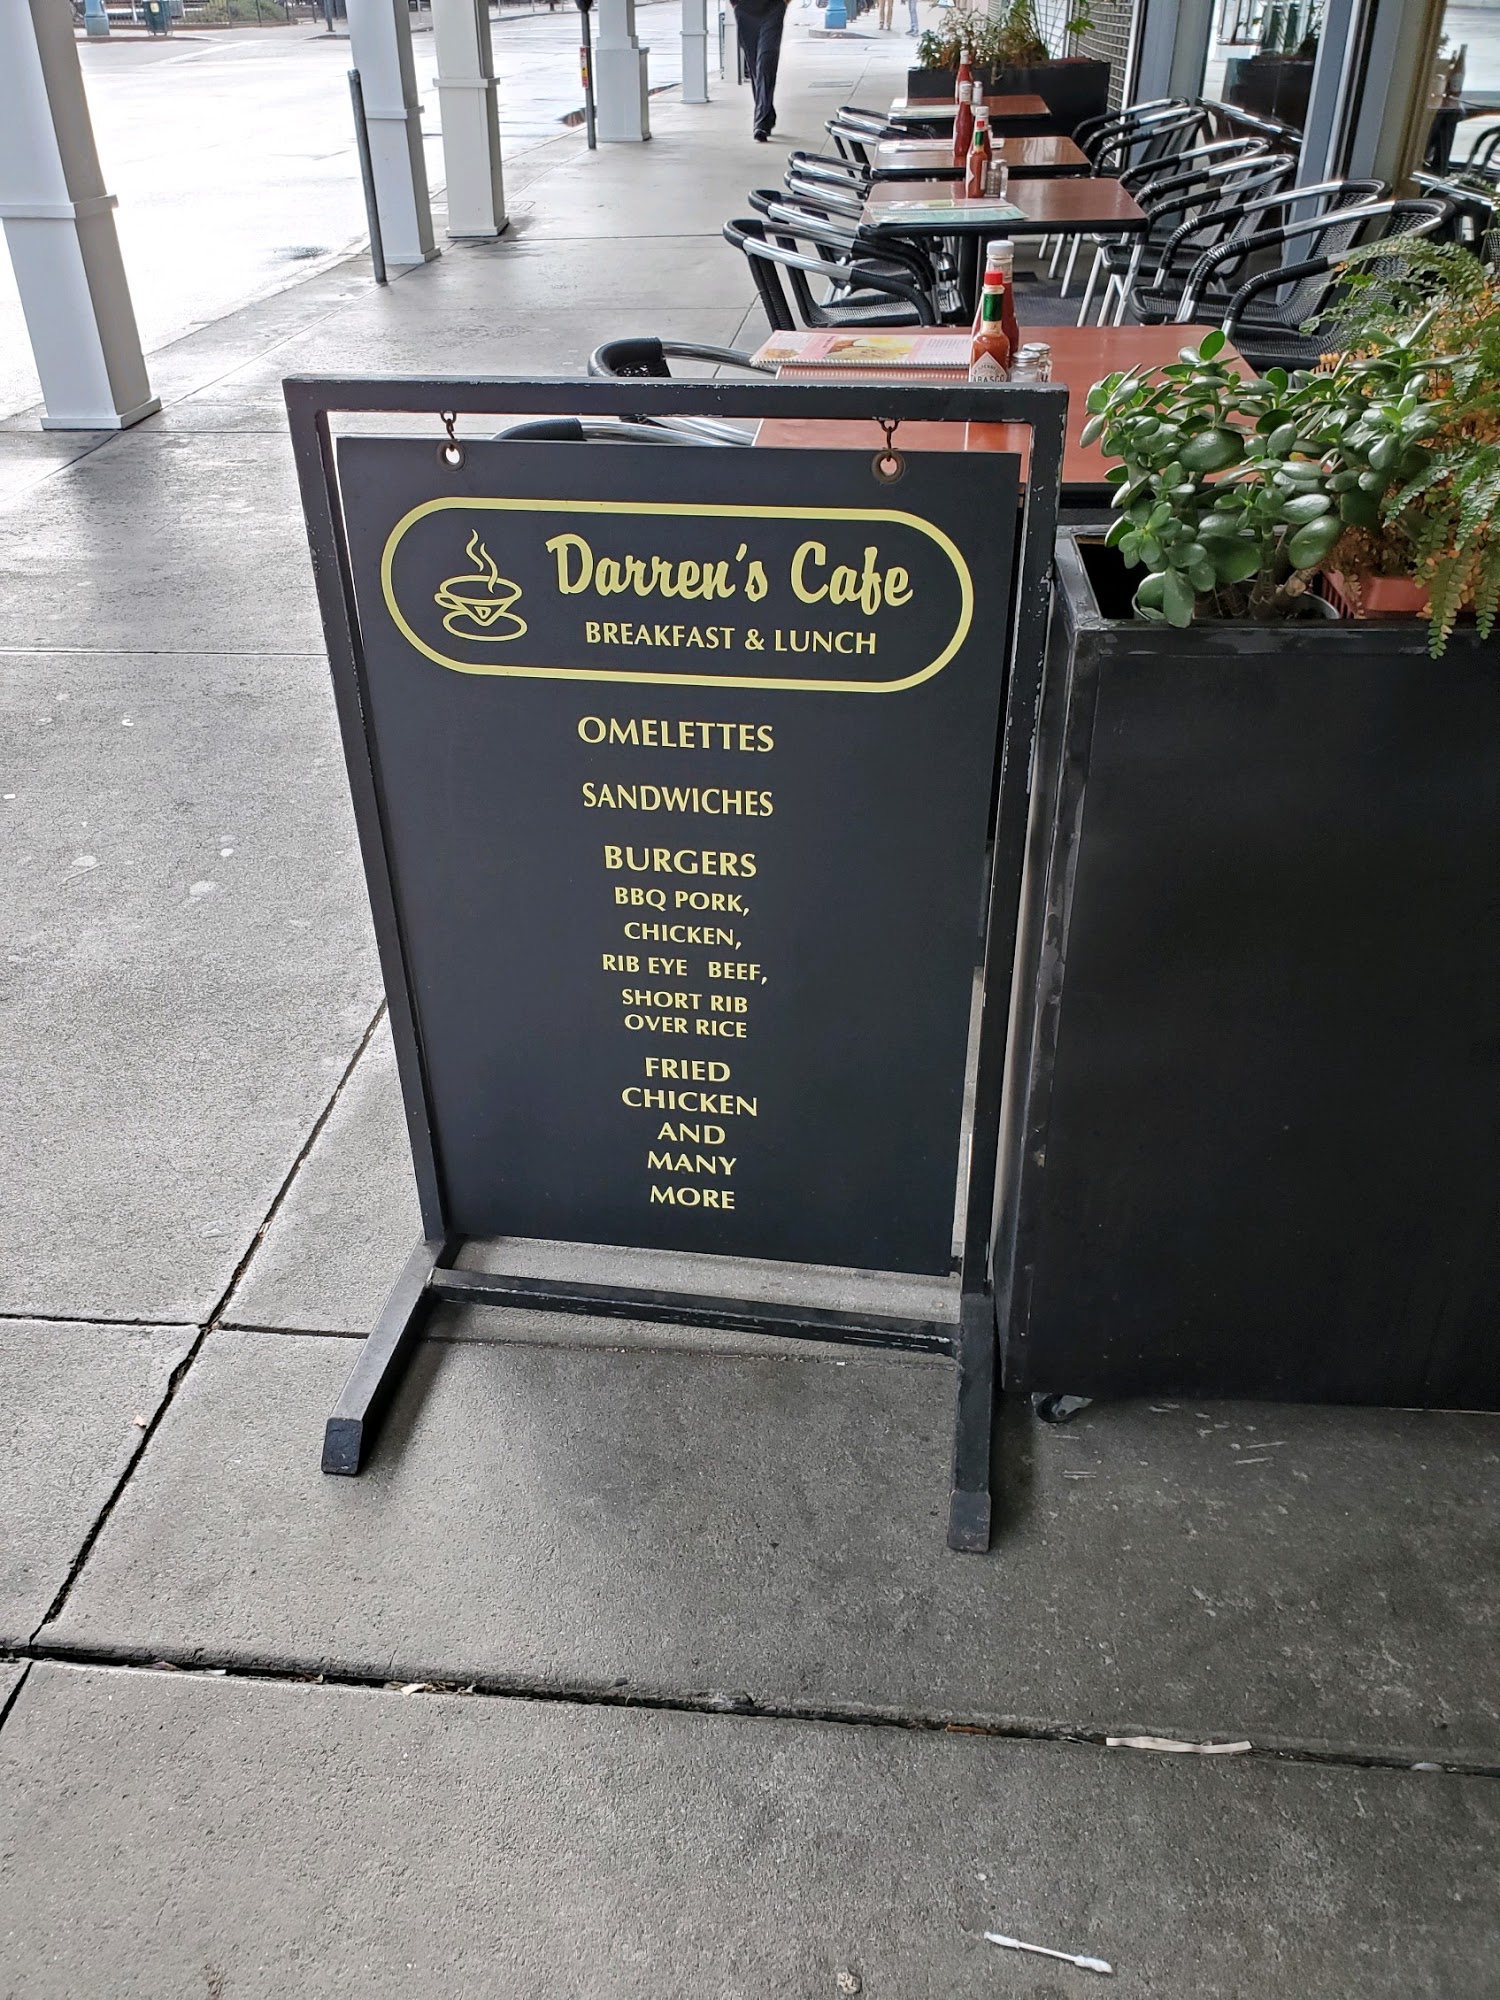 Darren's Cafe
BREAKFAST & LUNCH
D
OMELETTES
SANDWICHES
BURGERS
BBQ PORK,
CHICKEN,
RIB EYE BEEF,
SHORT RIB
OVER RICE
FRIED
CHICKEN
AND
MANY
MORE
TABASCO